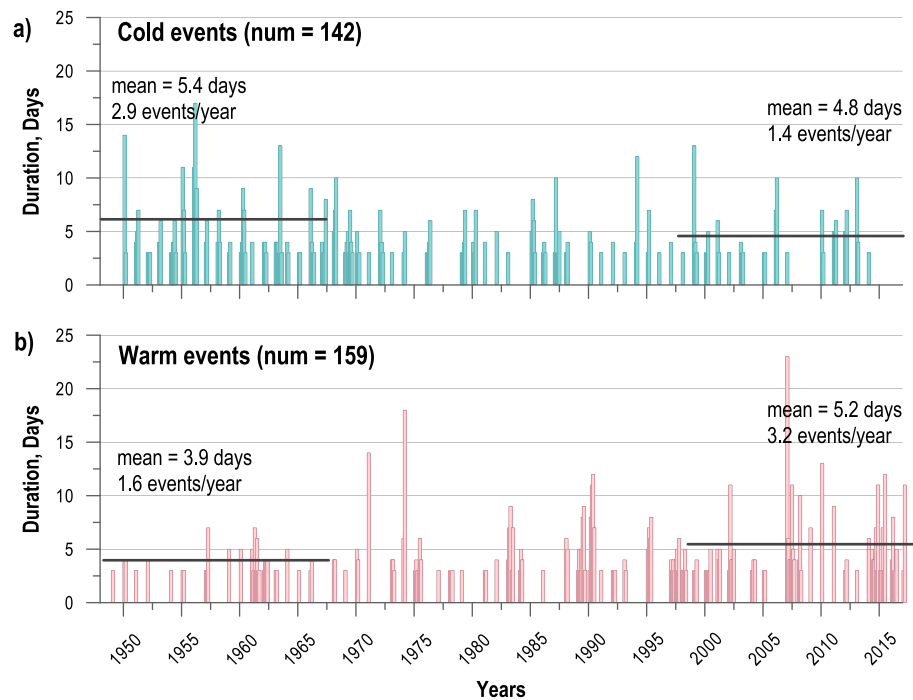 a)
Cold events (num = 142)
mean = 5.4 days
2.9 events/year
mean = 4.8 days
1.4 events/year
Duration, Days
25
20
15
10
5
0
b)
Warm events (num = 159)
mean = 3.9 days
1.6 events/year
mean = 5.2 days
3.2 events/year
Duration, Days
25
20
15
10
5
0
1950 1955 1960 1965 1970 1975 1980 1985 1990 1995 2000 2005 2010 2015
Years